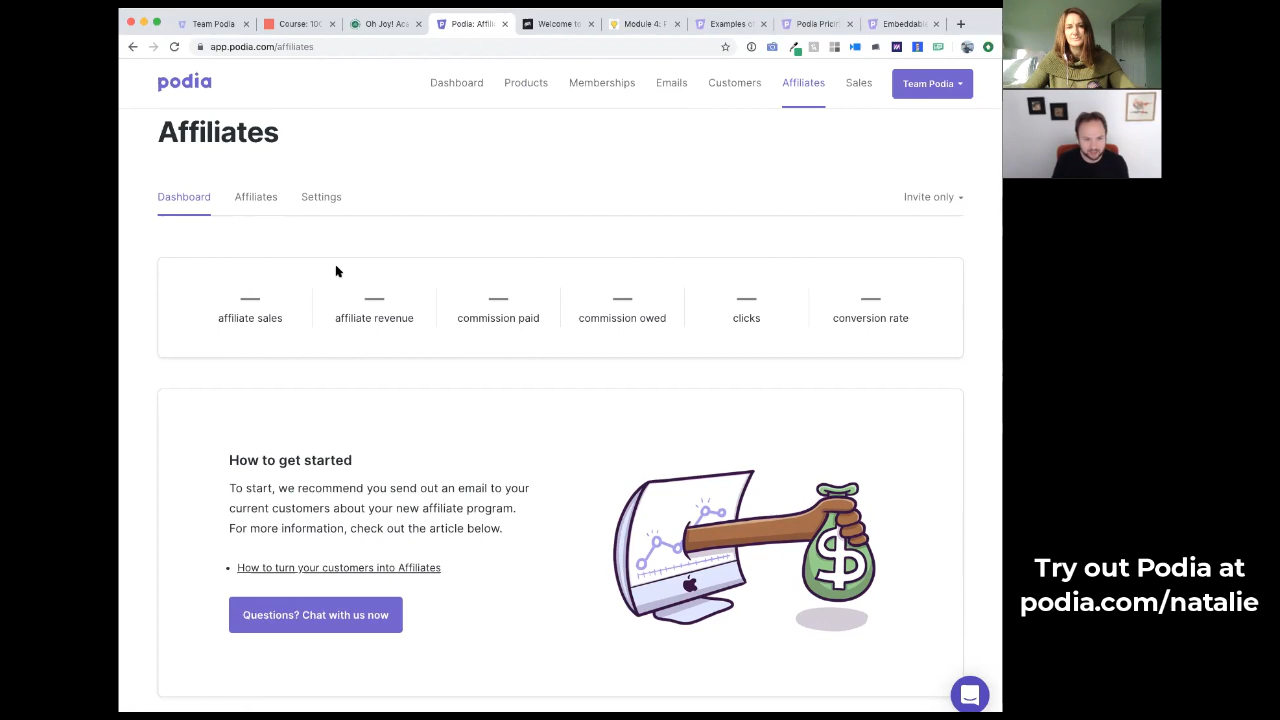 Team Podia
Course: 100
Oh Joy! Aca
Podia: Affili
Welcome to
Module 4: F
Examples o
Podia Pricin
Embeddable
app.podia.com/affiliates
podia
Dashboard
Products
Memberships
Emails
Customers
Affiliates
Sales
Team Podia
Affiliates
Dashboard
Affiliates
Settings
Invite only
affiliate sales
affiliate revenue
commission paid
commission owed
clicks
conversion rate
How to get started
To start, we recommend you send out an email to your
current customers about your new affiliate program.
For more information, check out the article below.
How to turn your customers into Affiliates
Questions? Chat with us now
$
Try out Podia at
podia.com/natalie